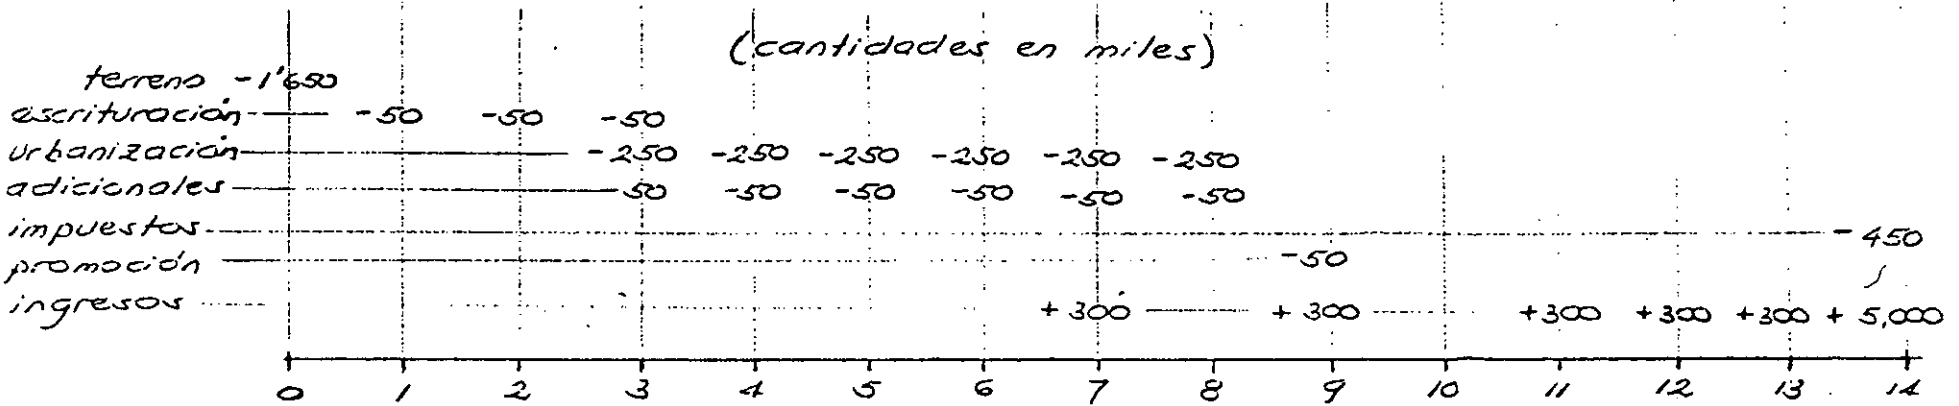 (cantidades en miles)
terreno -1'650
escrituración -50 -50 -50
urbanización -250 -250 -250 -250 -250 -250
adicionales 50 -50 -50 -50 -50 -50
impuestos -450
promoción -50
ingresos +300 +300 +300 +300 +300 +5,000
0 1 2 3 4 5 6 7 8 9 10 11 12 13 14